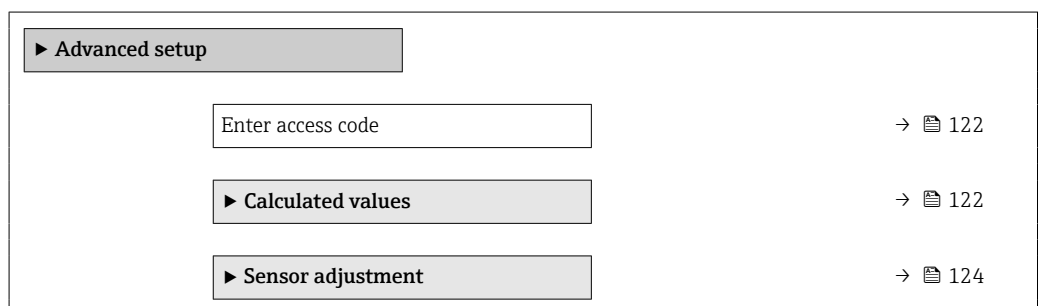 ▶ Advanced setup
Enter access code → 122
▶ Calculated values → 122
▶ Sensor adjustment → 124